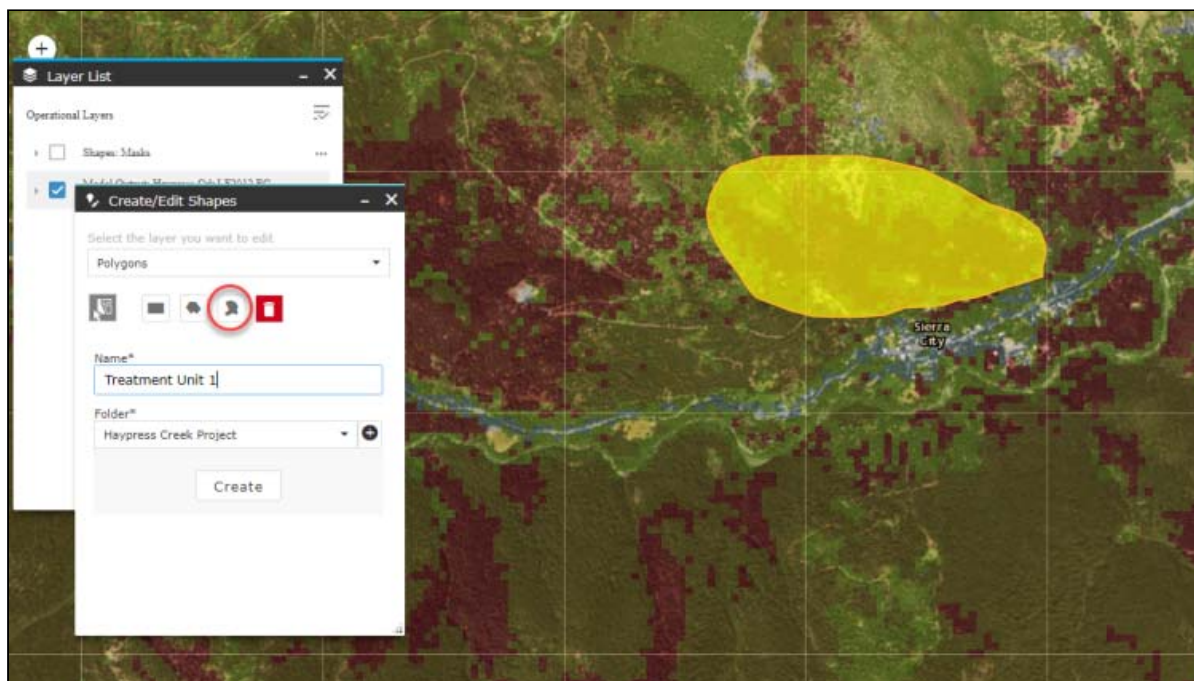 Layer List
Operational Layers
Shapes: Masks
Create/Edit Shapes
Select the layer you want to edit
Polygons
Name*
Treatment Unit 1
Folder*
Haypress Creek Project
Create
Sierra
City